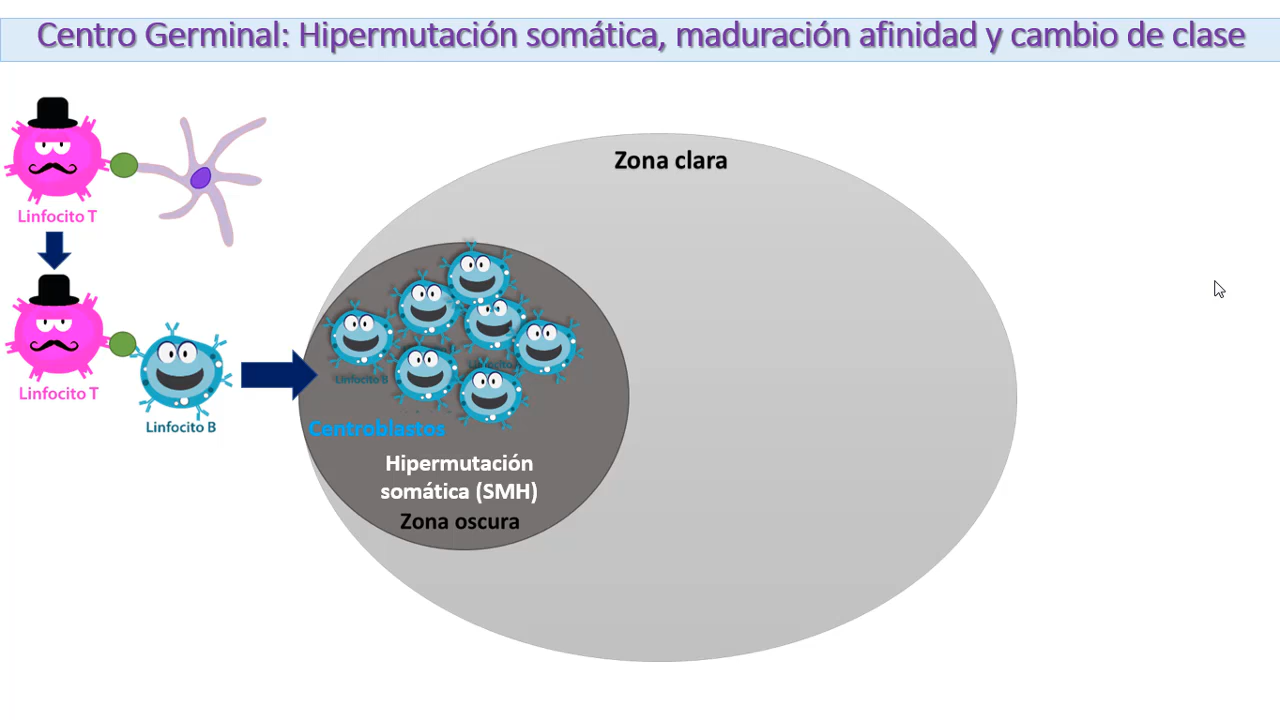 Centro Germinal: Hipermutación somática, maduración afinidad y cambio de clase
Zona clara
Linfocito T
Linfocito T
Linfocito B
Linfocito B
Centroblastos
Hipermutación
somática (SMH)
Zona oscura